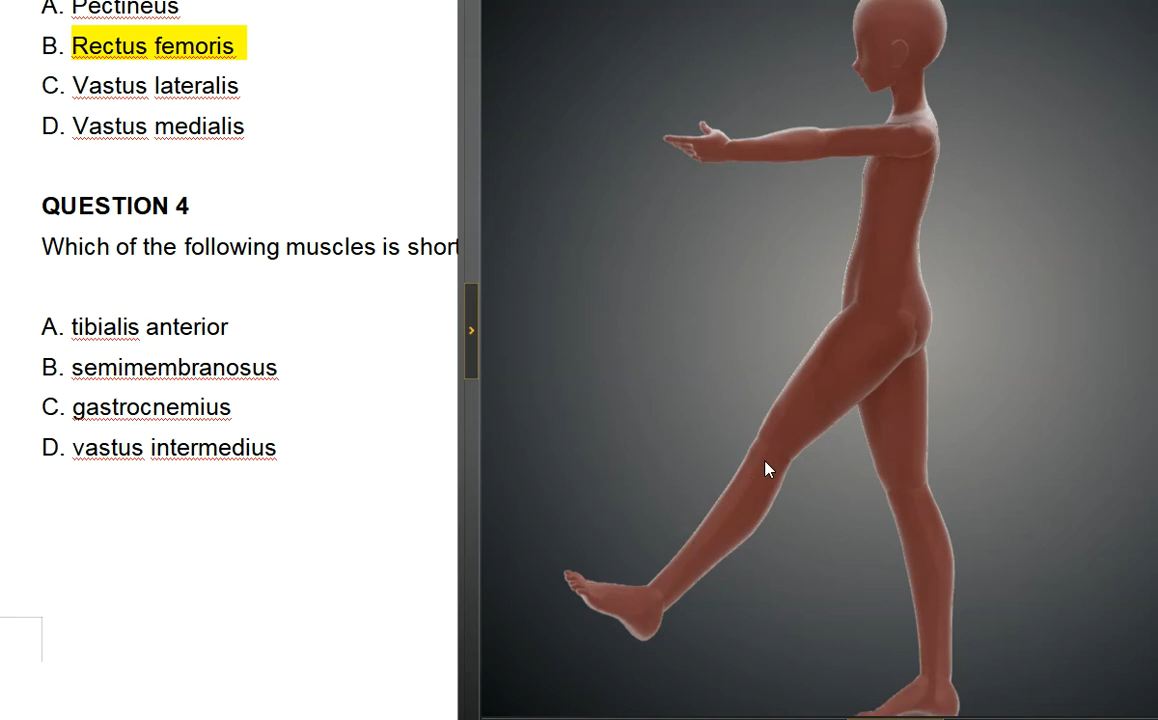 A. Pectineus
B. Rectus femoris
C. Vastus lateralis
D. Vastus medialis
QUESTION 4
Which of the following muscles is short
A. tibialis anterior
B. semimembranosus
C. gastrocnemius
D. vastus intermedius